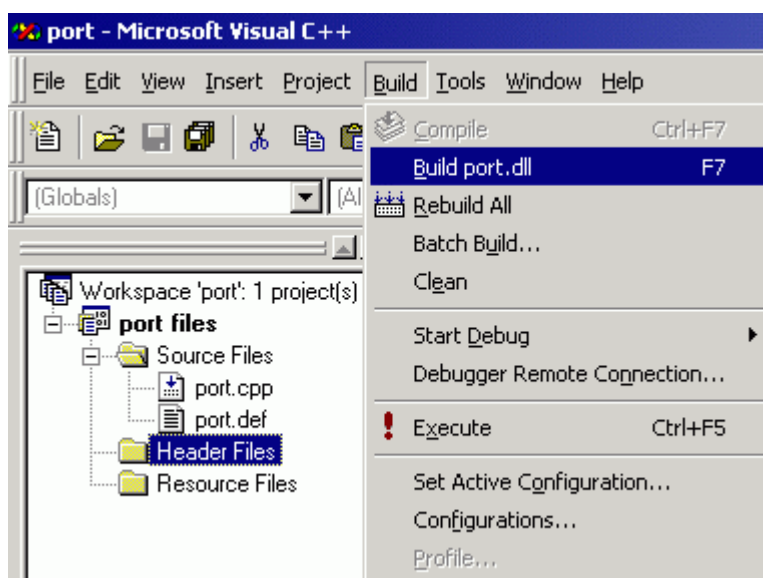 port - Microsoft Visual C++
File Edit View Insert Project Build Tools Window Help
Compile Ctrl+F7
Build port.dll F7
(Globals) (Al
Rebuild All
Batch Build...
Clean
Workspace 'port': 1 project(s)
port files
Source Files
port.cpp
port.def
Header Files
Resource Files
Start Debug
Debugger Remote Connection...
Execute Ctrl+F5
Set Active Configuration...
Configurations...
Profile...